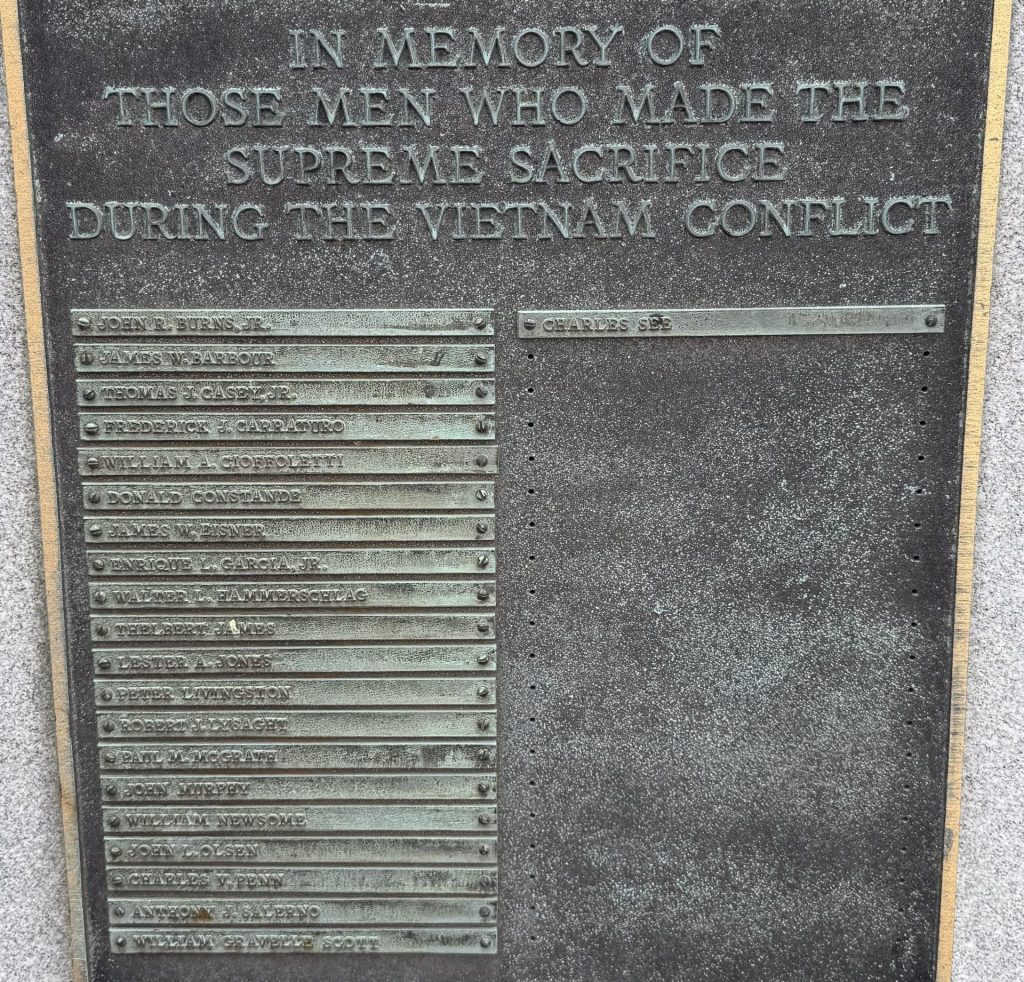 IN MEMORY OF
THOSE MEN WHO MADE THE
SUPREME SACRIFICE
DURING THE VIETNAM CONFLICT
JOHN R. BURNS, JR.
JAMES W. BARBOUR
THOMAS J. CASEY, JR.
FREDERICK J. CARRATURO
WILLIAM A. CIOFFOLETTI
DONALD CONSTANDE
JAMES W. EISNER
ENRIQUE L. GARCIA, JR.
WALTER L. HAMMERSCHLAG
THELBERT JAMES
LESTER A. JONES
PETER LIVINGSTON
ROBERT J. LYSAGHT
PAUL M. MCGRATH
JOHN MURPHY
WILLIAM NEWSOME
JOHN L. OLSEN
CHARLES V. PENN
ANTHONY J. SALERNO
WILLIAM GRAVELLE SCOTT
CHARLES SEE